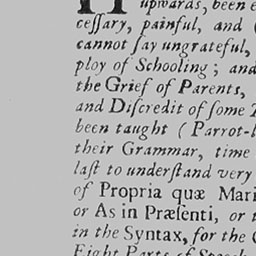 upwards, been e
ceſſary, painful, and
cannot ſay ungrateful,
ploy of Schooling; and
the Grief of Parents,
and Diſcredit of ſome
been taught (Parrot-l
their Grammar, time
laſt to underſtand very
of Propria quæ Mari
or As in Præſenti, or t
in the Syntax, for the
Eight Parts of Speech